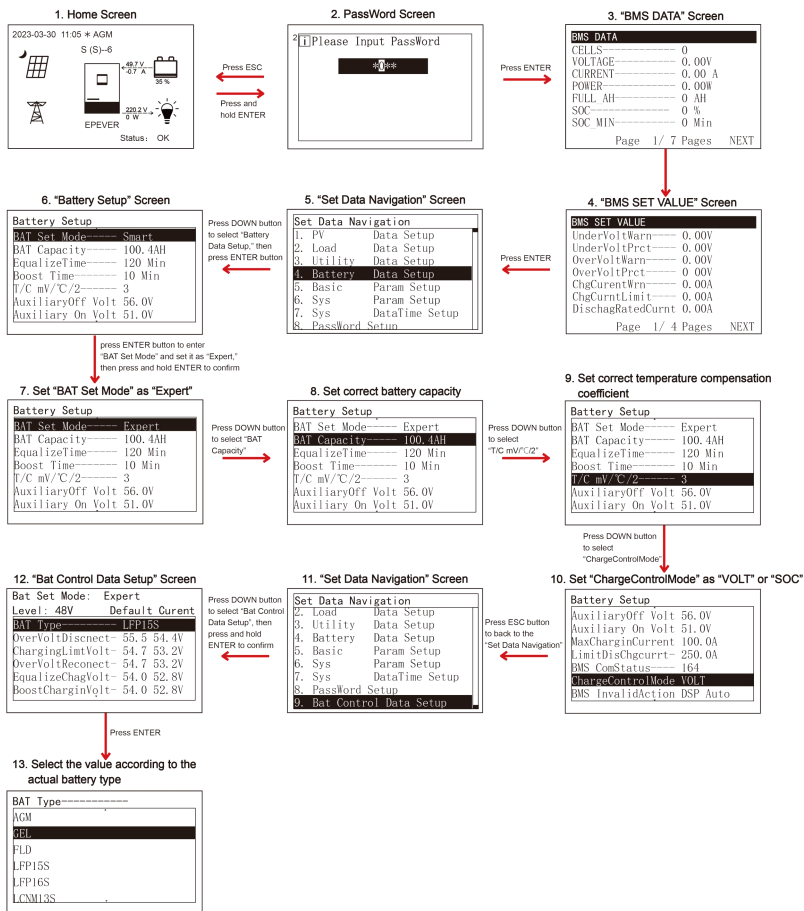 1. Home Screen
2023-03-30 11:05 ＊ AGM
S (S)--6
49.7 V
-0.7 A
35 %
220.2 V
0 W
EPEVER
Status: OK
Press ESC
Press and
hold ENTER
2. PassWord Screen
2 i Please Input PassWord
*0**
Press ENTER
3. “BMS DATA” Screen
BMS DATA
CELLS------------- 0
VOLTAGE----------- 0.00V
CURRENT----------- 0.00 A
POWER------------- 0.00W
FULL_AH----------- 0 AH
SOC--------------- 0 %
SOC_MIN----------- 0 Min
Page 1/ 7 Pages NEXT
4. “BMS SET VALUE” Screen
BMS SET VALUE
UnderVoltWarn---- 0.00V
UnderVoltPrct---- 0.00V
OverVoltWarn----- 0.00V
OverVoltPrct----- 0 00V
ChgCurentWrn---- 0.00A
ChgCurntLimit---- 0.00A
DischagRatedCurnt 0.00A
Page 1/ 4 Pages NEXT
Press ENTER
5. “Set Data Navigation” Screen
Set Data Navigation
1. PV Data Setup
2. Load Data Setup
3. Utility Data Setup
4. Battery Data Setup
5. Basic Param Setup
6. Sys Param Setup
7. Sys DataTime Setup
8. PassWord Setup
Press DOWN button
to select “Battery
Data Setup,” then
press ENTER button
6. “Battery Setup” Screen
Battery Setup
BAT Set Mode----- Smart
BAT Capacity----- 100.4AH
EqualizeTime----- 120 Min
Boost Time------- 10 Min
T/C mV/℃/2------ 3
AuxiliaryOff Volt 56.0V
Auxiliary On Volt 51.0V
press ENTER button to enter
“BAT Set Mode” and set it as “Expert,”
then press and hold ENTER to confirm
7. Set “BAT Set Mode” as “Expert”
Battery Setup
BAT Set Mode----- Expert
BAT Capacity----- 100.4AH
EqualizeTime----- 120 Min
Boost Time------- 10 Min
T/C mV/℃/2------ 3
AuxiliaryOff Volt 56.0V
Auxiliary On Volt 51.0V
Press DOWN button
to select “BAT
Capacity”
8. Set correct battery capacity
Battery Setup
BAT Set Mode----- Expert
BAT Capacity----- 100.4AH
EqualizeTime----- 120 Min
Boost Time------- 10 Min
T/C mV/℃/2------ 3
AuxiliaryOff Volt 56.0V
Auxiliary On Volt 51.0V
Press DOWN button
to select
“T/C mV/℃/2”
9. Set correct temperature compensation
coefficient
Battery Setup
BAT Set Mode----- Expert
BAT Capacity----- 100.4AH
EqualizeTime----- 120 Min
Boost Time------- 10 Min
T/C mV/℃/2------ 3
AuxiliaryOff Volt 56.0V
Auxiliary On Volt 51.0V
Press DOWN button
to select
“ChargeControlMode”
10. Set “ChargeControlMode” as “VOLT” or “SOC”
Battery Setup
AuxiliaryOff Volt 56.0V
Auxiliary On Volt 51.0V
MaxCharginCurrent 100.0A
LimitDisChgcurrt- 250.0A
BMS ComStatus---- 164
ChargeControlMode VOLT
BMS InvalidAction DSP Auto
Press ESC button
to back to the
“Set Data Navigation”
11. “Set Data Navigation” Screen
Set Data Navigation
2. Load Data Setup
3. Utility Data Setup
4. Battery Data Setup
5. Basic Param Setup
6. Sys Param Setup
7. Sys DataTime Setup
8. PassWord Setup
9. Bat Control Data Setup
Press DOWN button
to select “Bat Control
Data Setup”, then
press and hold
ENTER to confirm
12. “Bat Control Data Setup” Screen
Bat Set Mode: Expert
Level: 48V Default Curent
BAT Type--------- LFP15S
OverVoltDiscnect- 55.5 54.4V
ChargingLimtVolt- 54.7 53.2V
OverVoltReconect- 54.7 53.2V
EqualizeChagVolt- 54.0 52.8V
BoostCharginVolt- 54.0 52.8V
Press ENTER
13. Select the value according to the
actual battery type
BAT Type-----------
AGM
GEL
FLD
LFP15S
LFP16S
LCNM13S